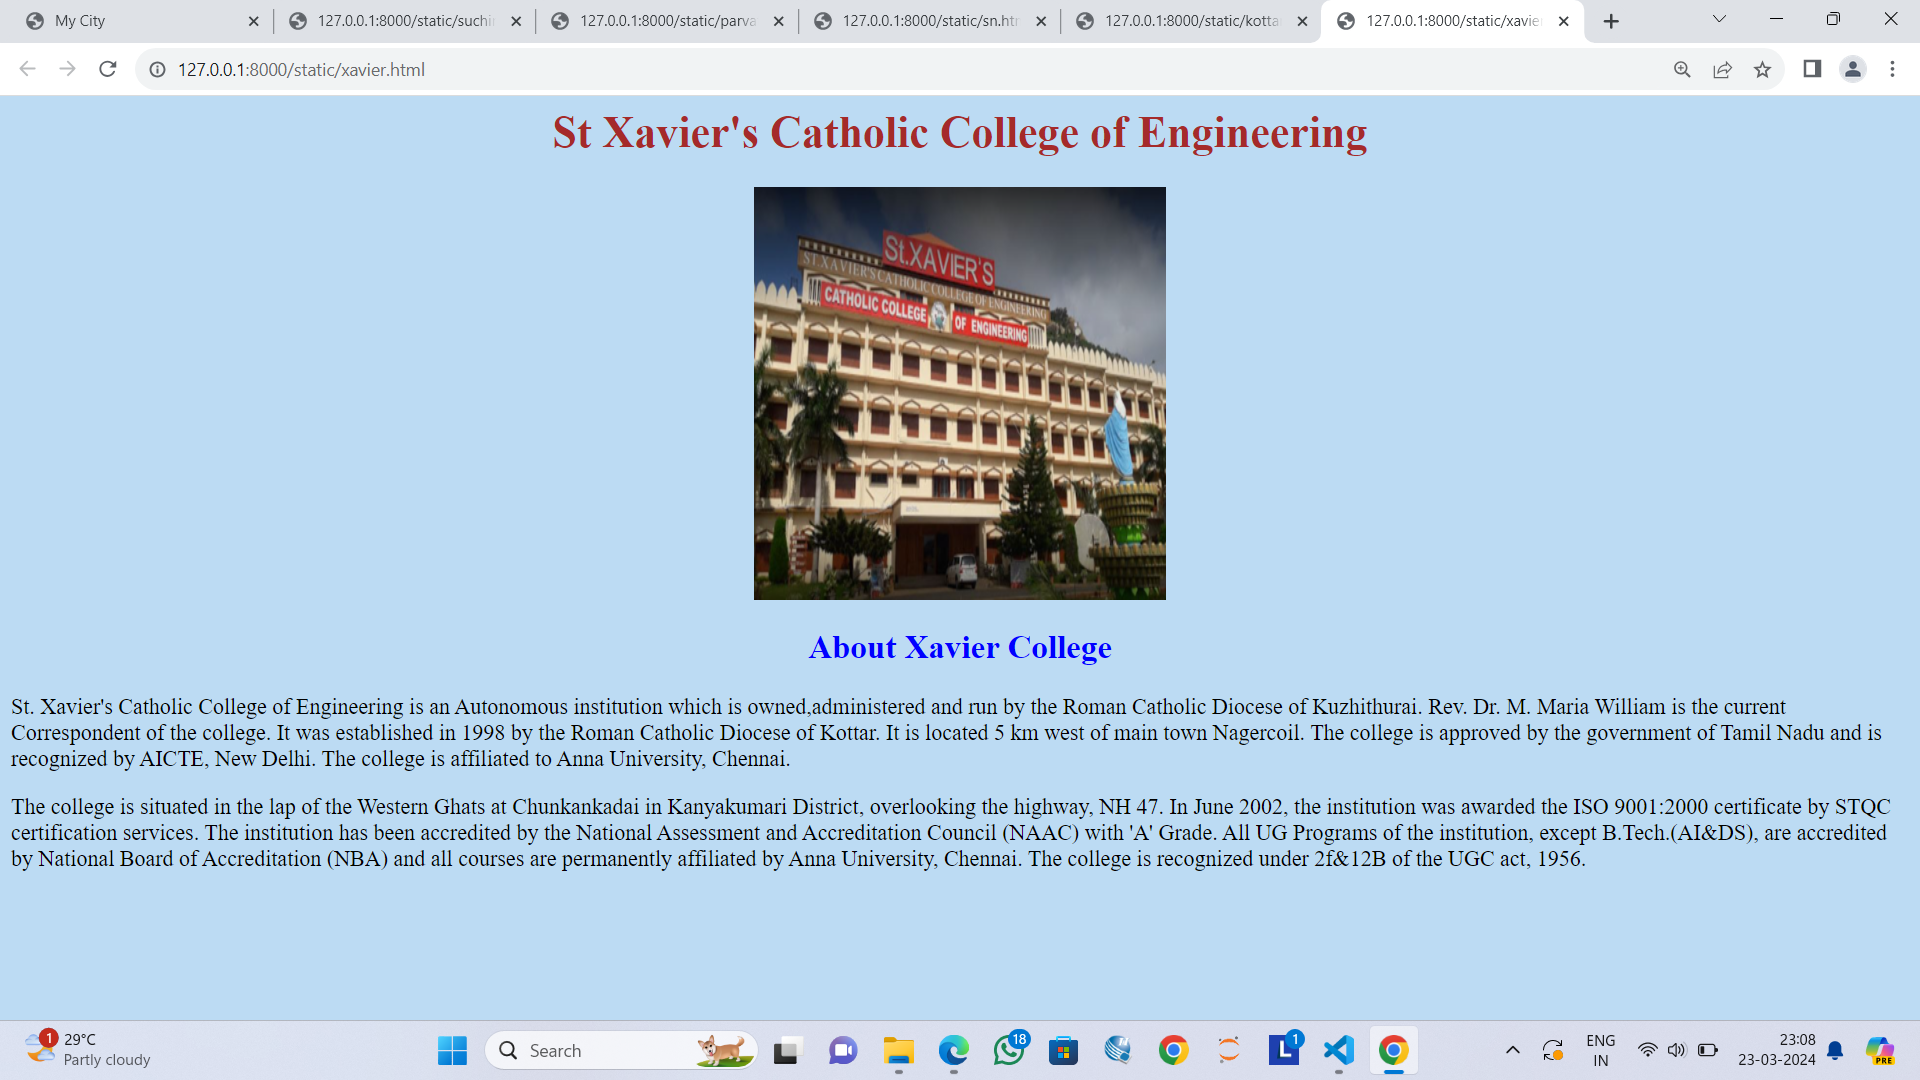 My City
127.0.0.1:8000/static/suchin
127.0.0.1:8000/static/parva
127.0.0.1:8000/static/sn.htm
127.0.0.1:8000/static/kotta
127.0.0.1:8000/static/xavie
127.0.0.1:8000/static/xavier.html
St Xavier's Catholic College of Engineering
St.XAVIER'S
ST.XAVIER'S CATHOLIC COLLEGE OF ENGINEERING
CATHOLIC COLLEGE OF ENGINEERING
About Xavier College
St. Xavier's Catholic College of Engineering is an Autonomous institution which is owned,administered and run by the Roman Catholic Diocese of Kuzhithurai. Rev. Dr. M. Maria William is the current
Correspondent of the college. It was established in 1998 by the Roman Catholic Diocese of Kottar. It is located 5 km west of main town Nagercoil. The college is approved by the government of Tamil Nadu and is
recognized by AICTE, New Delhi. The college is affiliated to Anna University, Chennai.
The college is situated in the lap of the Western Ghats at Chunkankadai in Kanyakumari District, overlooking the highway, NH 47. In June 2002, the institution was awarded the ISO 9001:2000 certificate by STQC
certification services. The institution has been accredited by the National Assessment and Accreditation Council (NAAC) with 'A' Grade. All UG Programs of the institution, except B.Tech.(AI&DS), are accredited
by National Board of Accreditation (NBA) and all courses are permanently affiliated by Anna University, Chennai. The college is recognized under 2f&12B of the UGC act, 1956.
1
29°C
Partly cloudy
Search
18
L
1
ENG
IN
23:08
23-03-2024
PRE